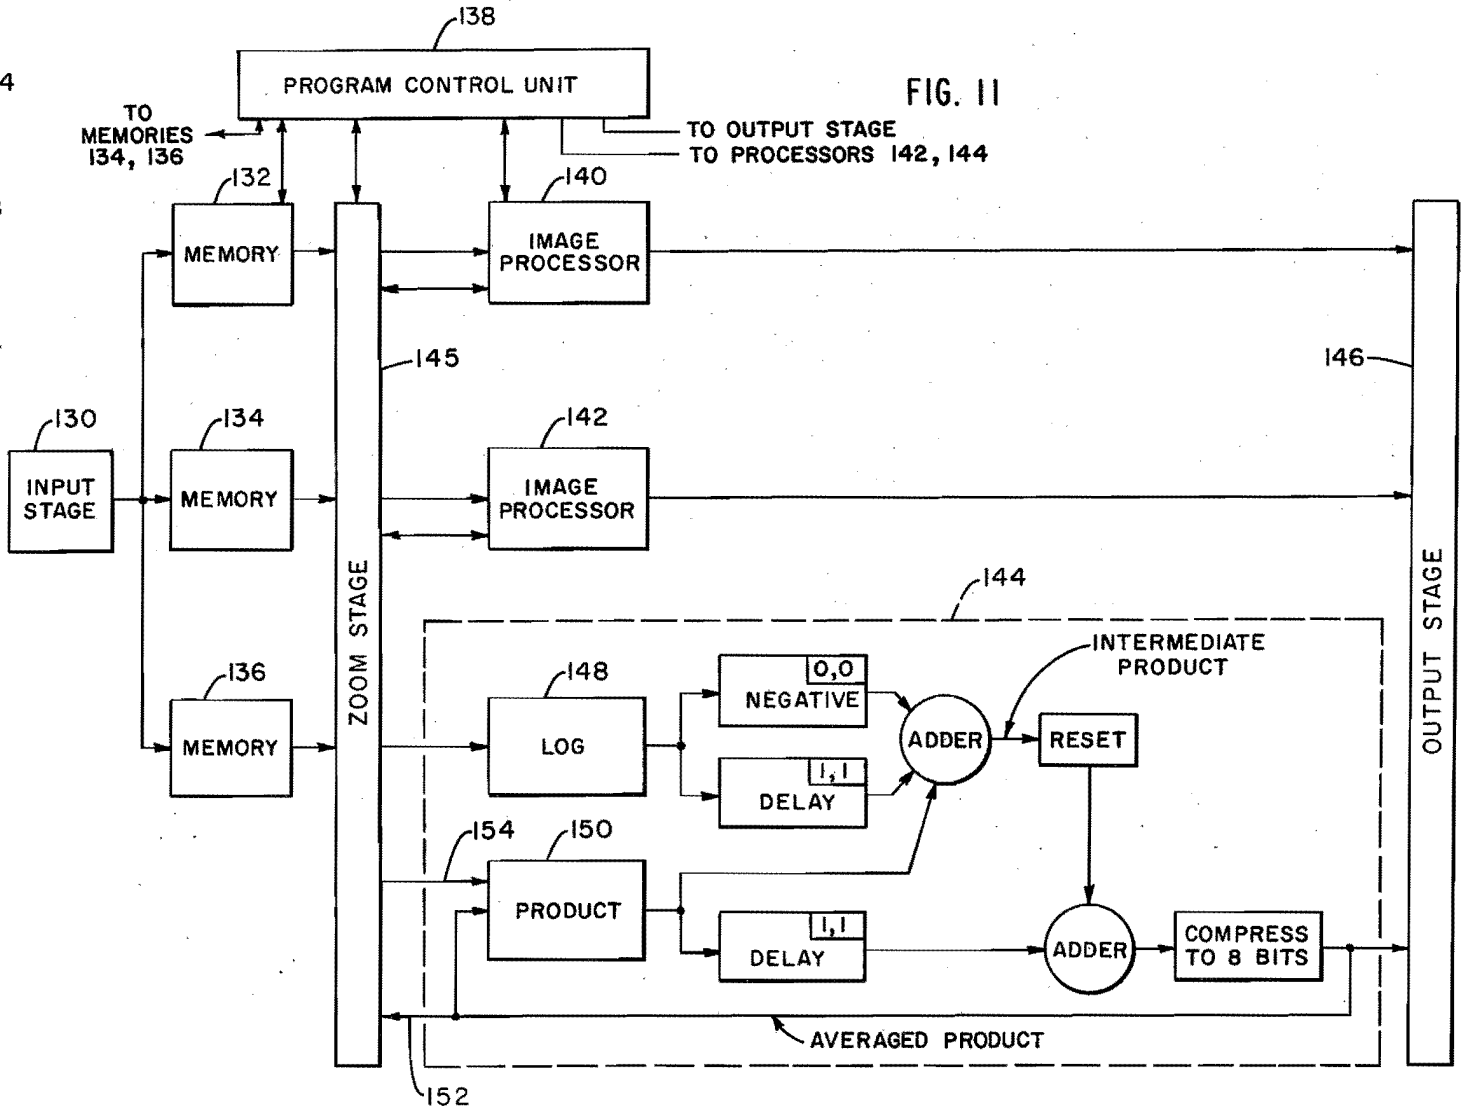 138
PROGRAM CONTROL UNIT
FIG. 11
4
TO
MEMORIES
134, 136
TO OUTPUT STAGE
TO PROCESSORS 142, 144
132
MEMORY
140
IMAGE
PROCESSOR
145
146
130
INPUT
STAGE
134
MEMORY
142
IMAGE
PROCESSOR
ZOOM STAGE
OUTPUT STAGE
144
INTERMEDIATE
PRODUCT
136
MEMORY
148
LOG
0,0
NEGATIVE
ADDER
RESET
1,1
DELAY
154
150
PRODUCT
1,1
DELAY
ADDER
COMPRESS
TO 8 BITS
AVERAGED PRODUCT
152